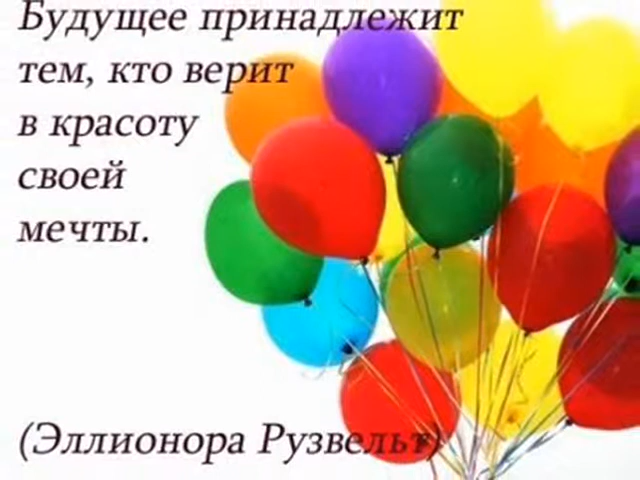 Будущее принадлежит
тем, кто верит
в красоту
своей
мечты.
(Эллионора Рузвельт)